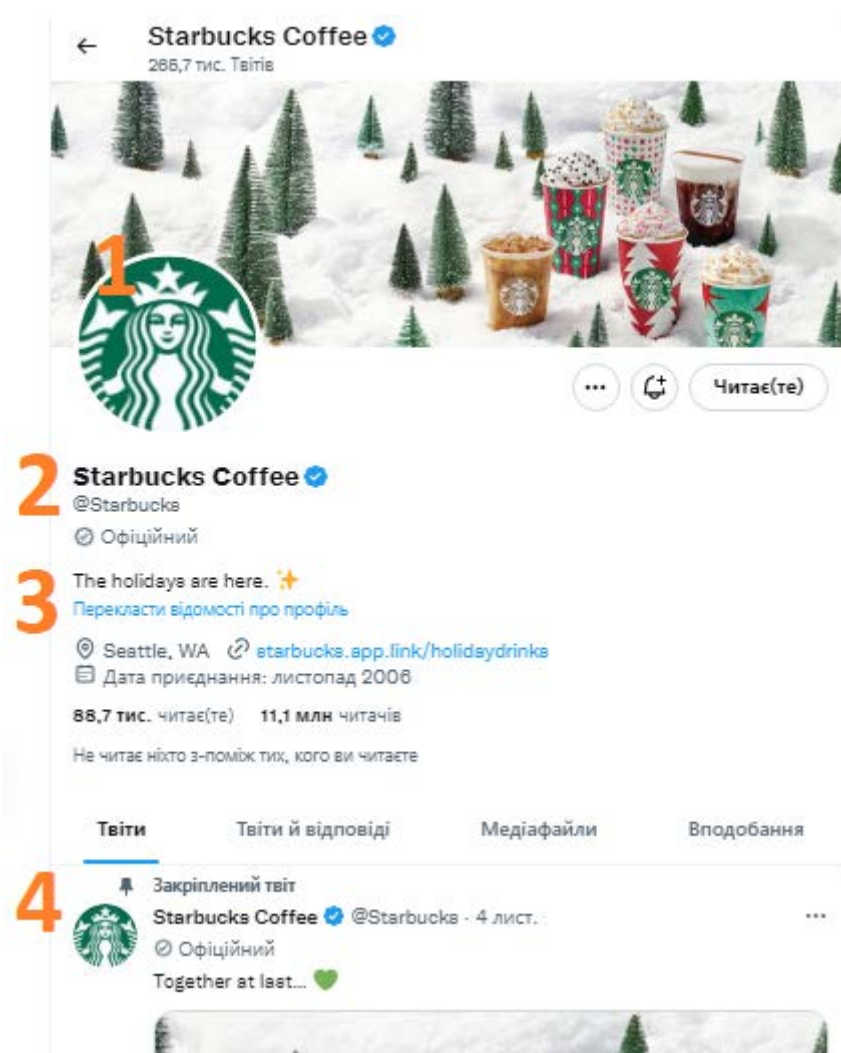 Starbucks Coffee
266,7 тис. Твітів
1
Читає(те)
2
Starbucks Coffee
@Starbucks
Офіційний
3
The holidays are here. ✨
Перекласти відомості про профіль
Seattle, WA starbucks.app.link/holidaydrinks
Дата приєднання: листопад 2006
88,7 тис. читає(те) 11,1 млн читачів
Не читає ніхто з-поміж тих, кого ви читаєте
Твіти Твіти й відповіді Медіафайли Вподобання
4
Закріплений твіт
Starbucks Coffee @Starbucks · 4 лист.
Офіційний
Together at last... 💚